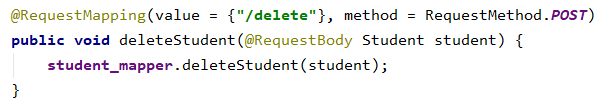 @RequestMapping(value = {"/delete"}, method = RequestMethod.POST)
public void deleteStudent(@RequestBody Student student) {
    student_mapper.deleteStudent(student);
}